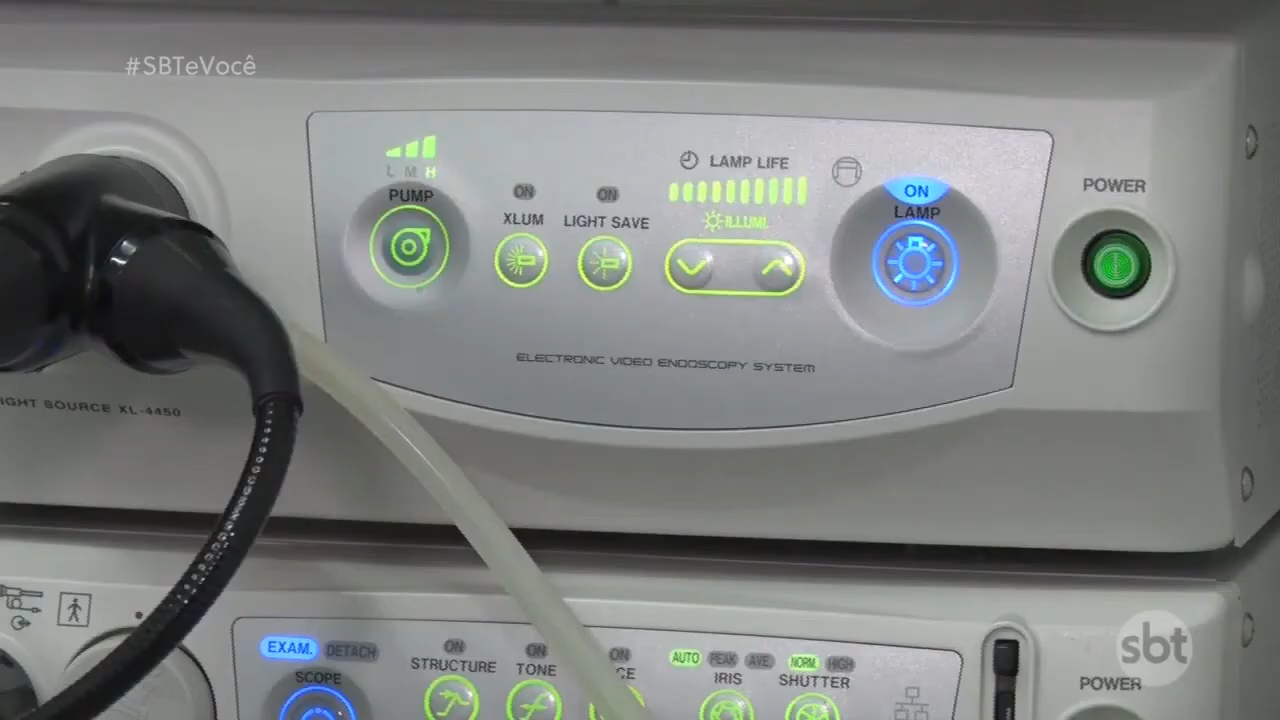 #SBTeVocê
L M H
PUMP
ON
XLUM
ON
LIGHT SAVE
LAMP LIFE
ILLUMI.
ON
LAMP
POWER
ELECTRONIC VIDEO ENDOSCOPY SYSTEM
SOURCE XL-4450
EXAM. DETACH
SCOPE
ON
STRUCTURE
ON
TONE
ON
AUTO PEAK AVE.
IRIS
NORM. HIGH
SHUTTER
POWER
sbt